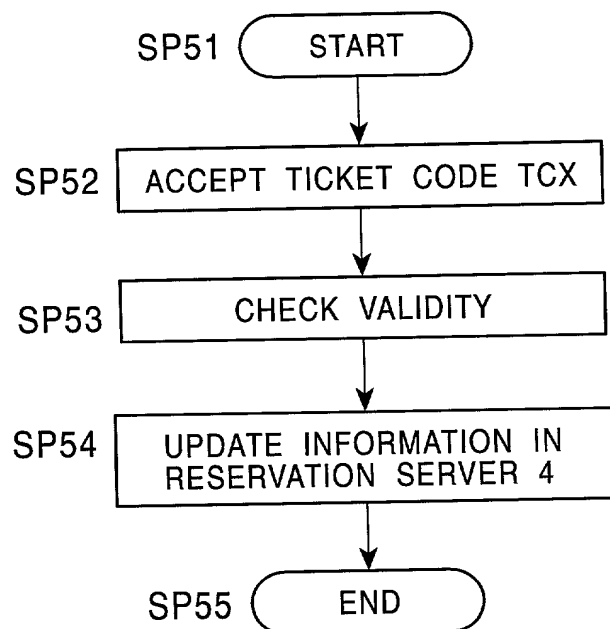 SP51 START
SP52 ACCEPT TICKET CODE TCX
SP53 CHECK VALIDITY
SP54 UPDATE INFORMATION IN
RESERVATION SERVER 4
SP55 END